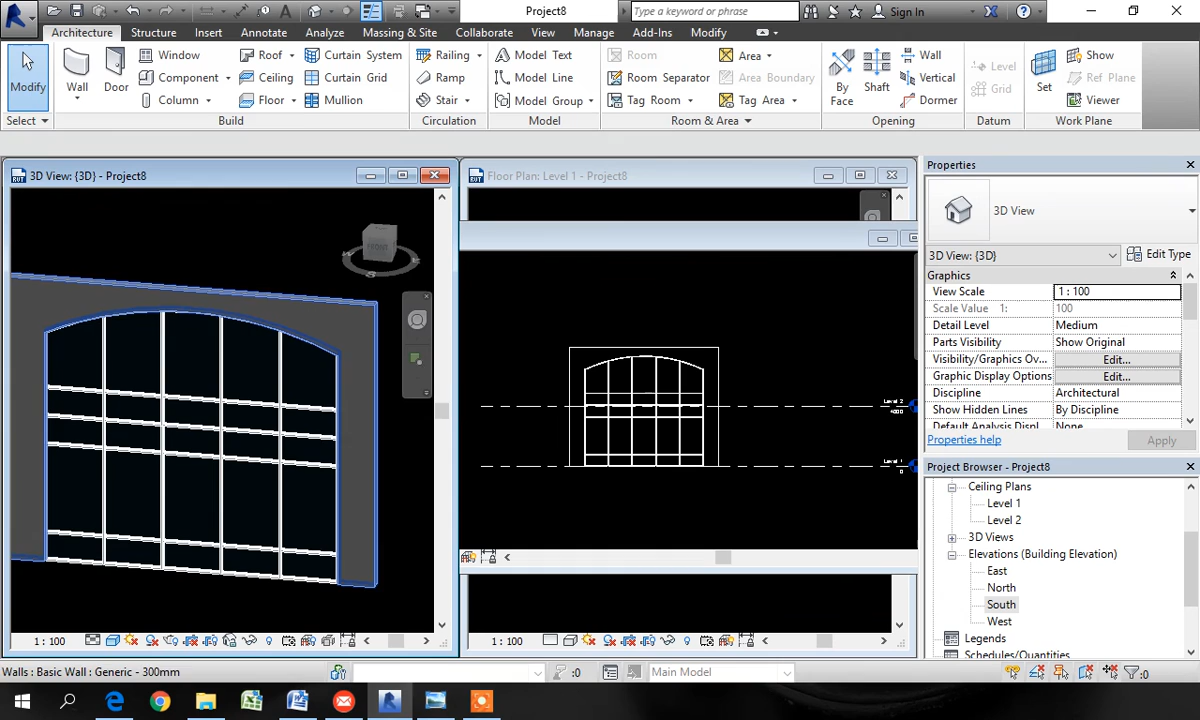 Project8
Type a keyword or phrase
Sign In
Architecture Structure Insert Annotate Analyze Massing & Site Collaborate View Manage Add-Ins Modify
Modify
Select
Wall
Door
Window
Component
Column
Roof
Ceiling
Floor
Curtain System
Curtain Grid
Mullion
Build
Railing
Ramp
Stair
Circulation
Model Text
Model Line
Model Group
Model
Room
Room Separator
Tag Room
Area
Area Boundary
Tag Area
Room & Area
By
Face
Shaft
Wall
Vertical
Dormer
Opening
Level
Grid
Datum
Set
Show
Ref Plane
Viewer
Work Plane
3D View: {3D} - Project8
FRONT
S
1 : 100
Floor Plan: Level 1 - Project8
Level 2
Level 1
0
1 : 100
Properties
3D View
3D View: {3D}
Edit Type
Graphics
View Scale 1 : 100
Scale Value 1: 100
Detail Level Medium
Parts Visibility Show Original
Visibility/Graphics Ov... Edit...
Graphic Display Options Edit...
Discipline Architectural
Show Hidden Lines By Discipline
Default Analysis Displ... None
Properties help
Apply
Project Browser - Project8
Ceiling Plans
Level 1
Level 2
3D Views
Elevations (Building Elevation)
East
North
South
West
Legends
Schedules/Quantities
Walls : Basic Wall : Generic - 300mm
:0
Main Model
:0